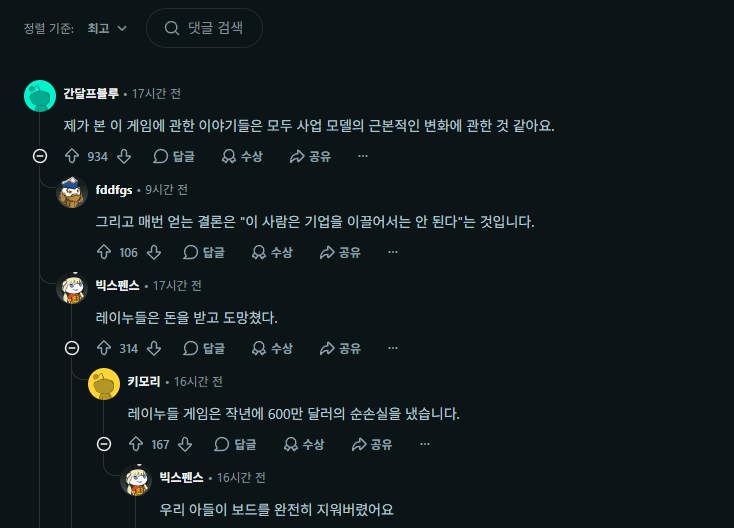 정렬 기준: 최고 댓글 검색
간달프블루 • 17시간 전
제가 본 이 게임에 관한 이야기들은 모두 사업 모델의 근본적인 변화에 관한 것 같아요.
934 답글 수상 공유 ...
fddfgs • 9시간 전
그리고 매번 얻는 결론은 "이 사람은 기업을 이끌어서는 안 된다"는 것입니다.
106 답글 수상 공유 ...
빅스펜스 • 17시간 전
레이누들은 돈을 받고 도망쳤다.
314 답글 수상 공유 ...
키모리 • 16시간 전
레이누들 게임은 작년에 600만 달러의 순손실을 냈습니다.
167 답글 수상 공유 ...
빅스펜스 • 16시간 전
우리 아들이 보드를 완전히 지워버렸어요